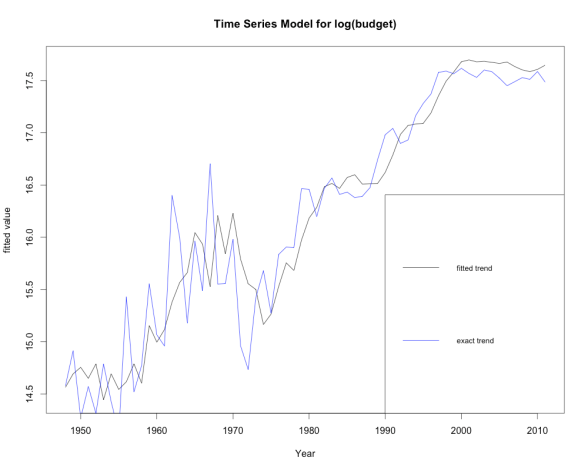 Time Series Model for log(budget)
17.5
17.0
16.5
16.0
15.5
15.0
14.5
fitted value
fitted trend
exact trend
1950 1960 1970 1980 1990 2000 2010
Year